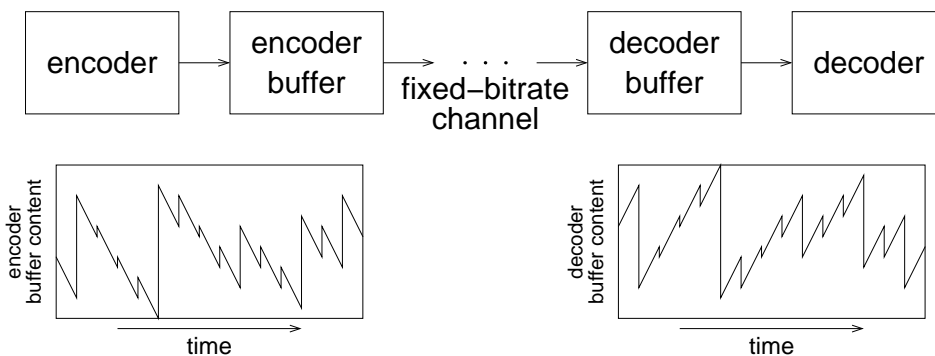 encoder
encoder
buffer
. . .
fixed–bitrate
channel
decoder
buffer
decoder
encoder
buffer content
time
decoder
buffer content
time